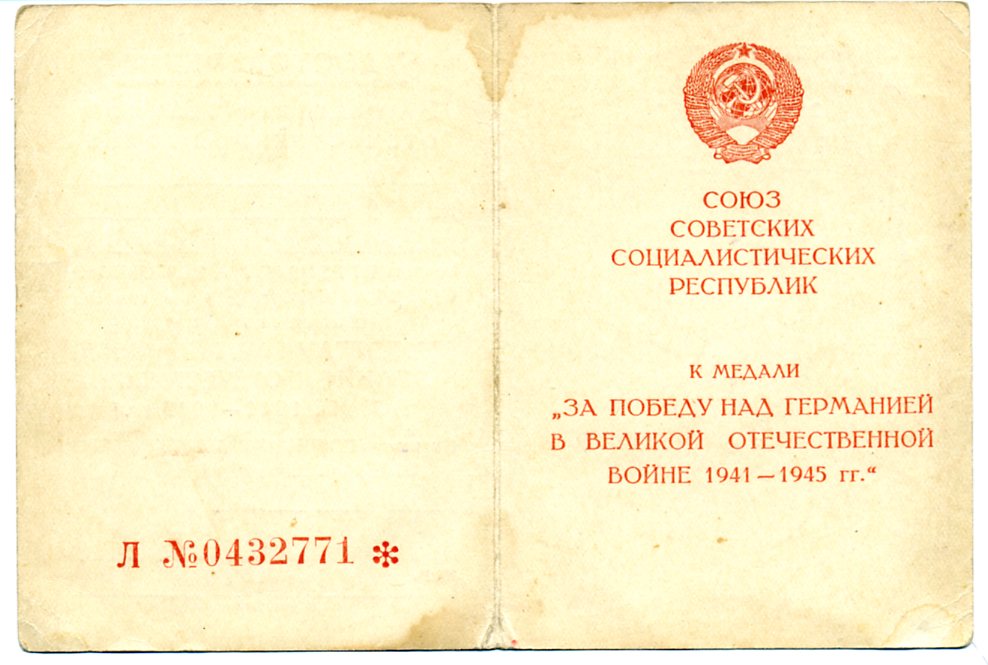 Л №0432771 *
СОЮЗ
СОВЕТСКИХ
СОЦИАЛИСТИЧЕСКИХ
РЕСПУБЛИК
К МЕДАЛИ
„ЗА ПОБЕДУ НАД ГЕРМАНИЕЙ
В ВЕЛИКОЙ ОТЕЧЕСТВЕННОЙ
ВОЙНЕ 1941—1945 гг.“